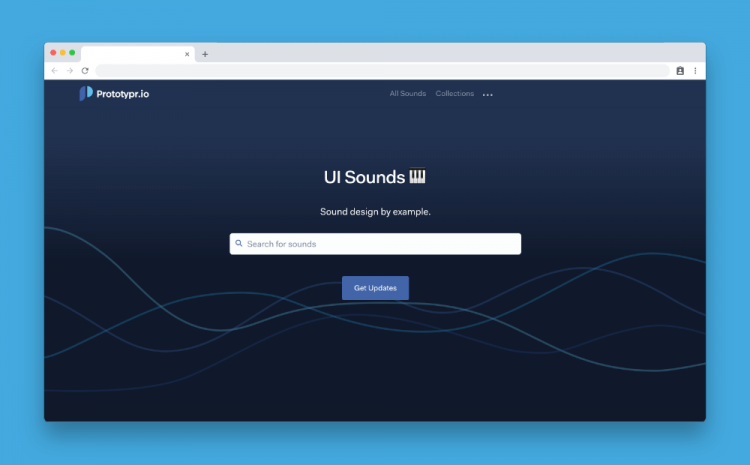 Prototypr.io
All Sounds
Collections
UI Sounds
Sound design by example.
Search for sounds
Get Updates